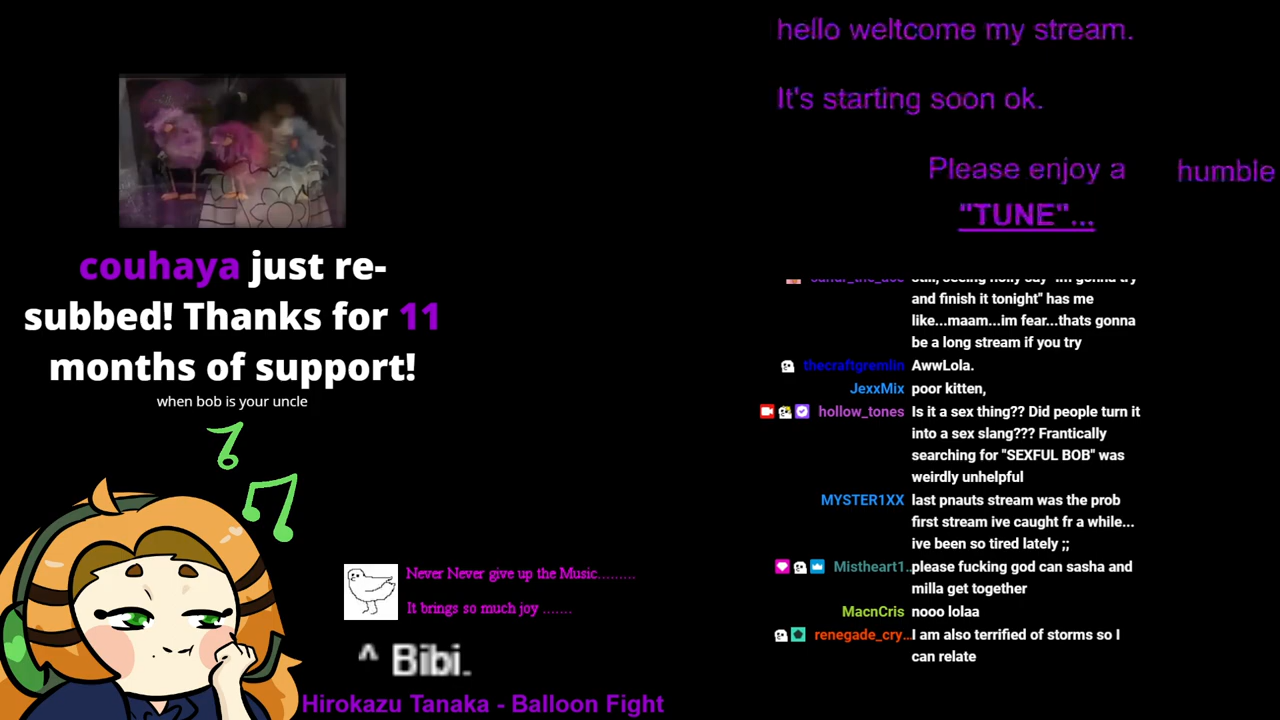 hello weltcome my stream.
It's starting soon ok.
Please enjoy a humble
"TUNE"...
couhaya just re-
subbed! Thanks for 11
months of support!
when bob is your uncle
still, seeing holly say "im gonna try
and finish it tonight" has me
like...maam...im fear...thats gonna
be a long stream if you try
thecraftgremlin AwwLola.
JexxMix poor kitten,
hollow_tones Is it a sex thing?? Did people turn it
into a sex slang??? Frantically
searching for "SEXFUL BOB" was
weirdly unhelpful
MYSTER1XX last pnauts stream was the prob
first stream ive caught fr a while...
ive been so tired lately ;;
Mistheart1... please fucking god can sasha and
milla get together
MacnCris nooo lolaa
renegade_cry... I am also terrified of storms so I
can relate
Never Never give up the Music.........
It brings so much joy .......
^ Bibi.
Hirokazu Tanaka - Balloon Fight